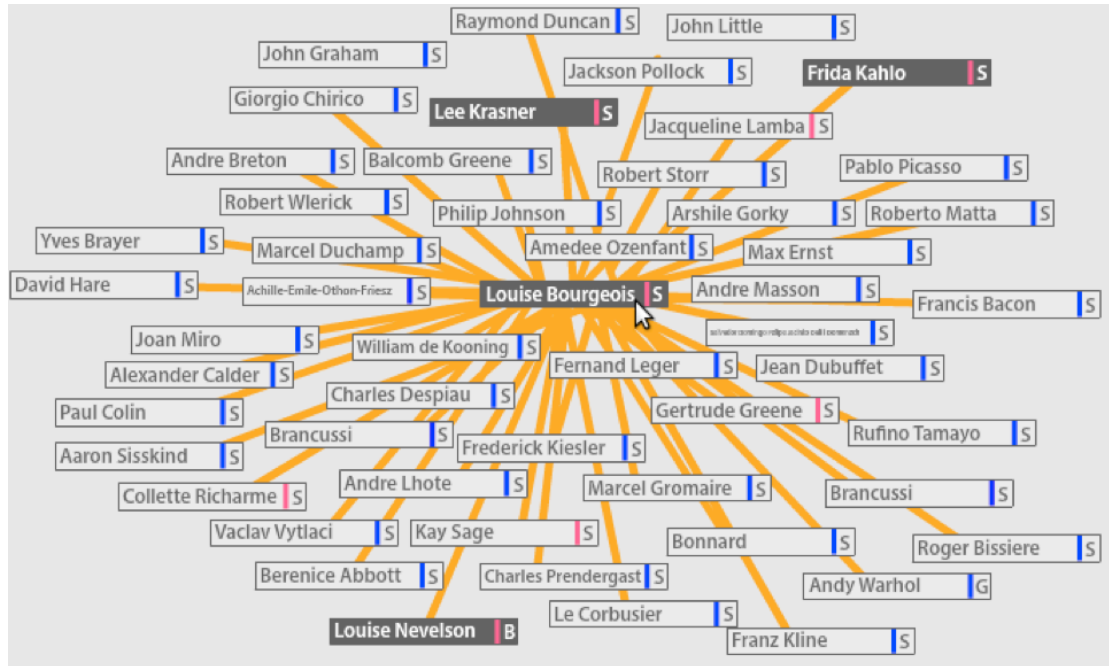 Raymond Duncan S
John Little S
John Graham S
Jackson Pollock S
Frida Kahlo S
Giorgio Chirico S
Lee Krasner S
Jacqueline Lamba S
Andre Breton S
Balcomb Greene S
Robert Storr S
Pablo Picasso S
Robert Wlerick S
Philip Johnson S
Arshile Gorky S
Roberto Matta S
Yves Brayer S
Marcel Duchamp S
Amedee Ozenfant S
Max Ernst S
David Hare S
Achille-Emile-Othon-Friesz S
Louise Bourgeois S
Andre Masson S
Francis Bacon S
S
Joan Miro S
William de Kooning S
Fernand Leger S
Jean Dubuffet S
Alexander Calder S
Charles Despiau S
Paul Colin S
Gertrude Greene S
Brancussi S
Rufino Tamayo S
Aaron Sisskind S
Frederick Kiesler S
Collette Richarme S
Andre Lhote S
Marcel Gromaire S
Brancussi S
Vaclav Vytlaci S
Kay Sage S
Bonnard S
Roger Bissiere S
Berenice Abbott S
Charles Prendergast S
Andy Warhol G
Le Corbusier S
Louise Nevelson B
Franz Kline S